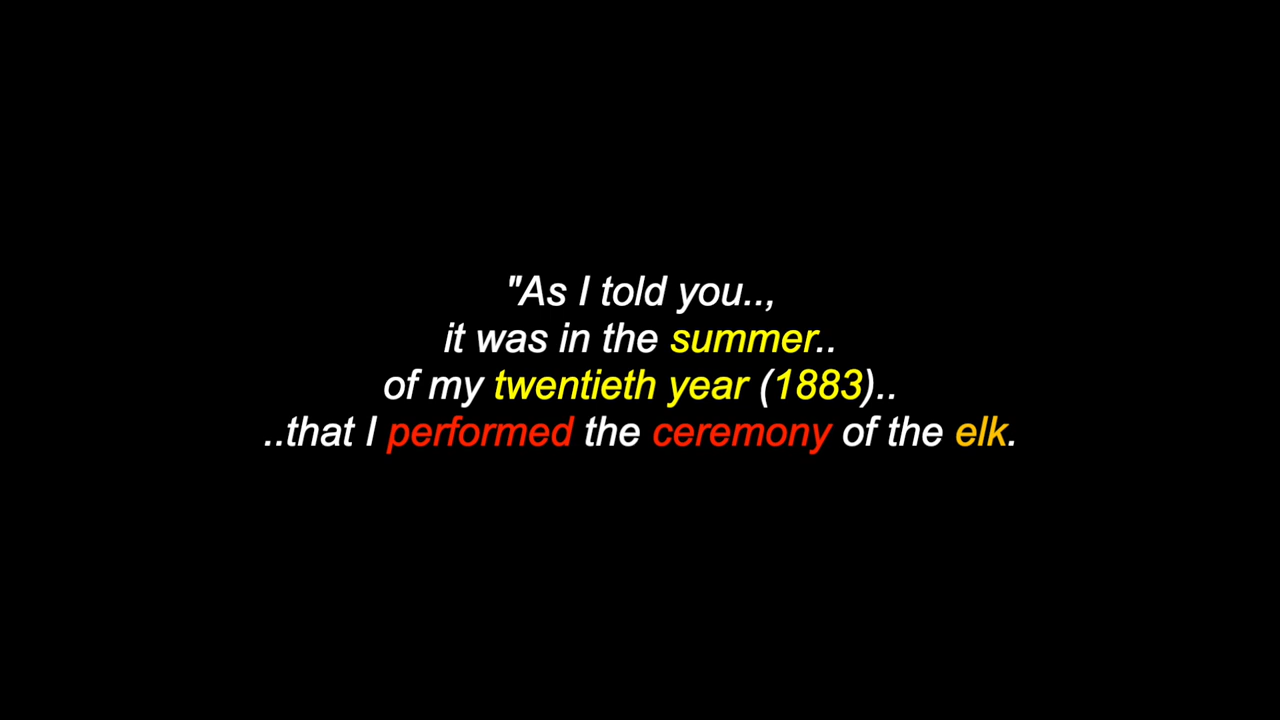 "As I told you..,
it was in the summer..
of my twentieth year (1883)..
..that I performed the ceremony of the elk.